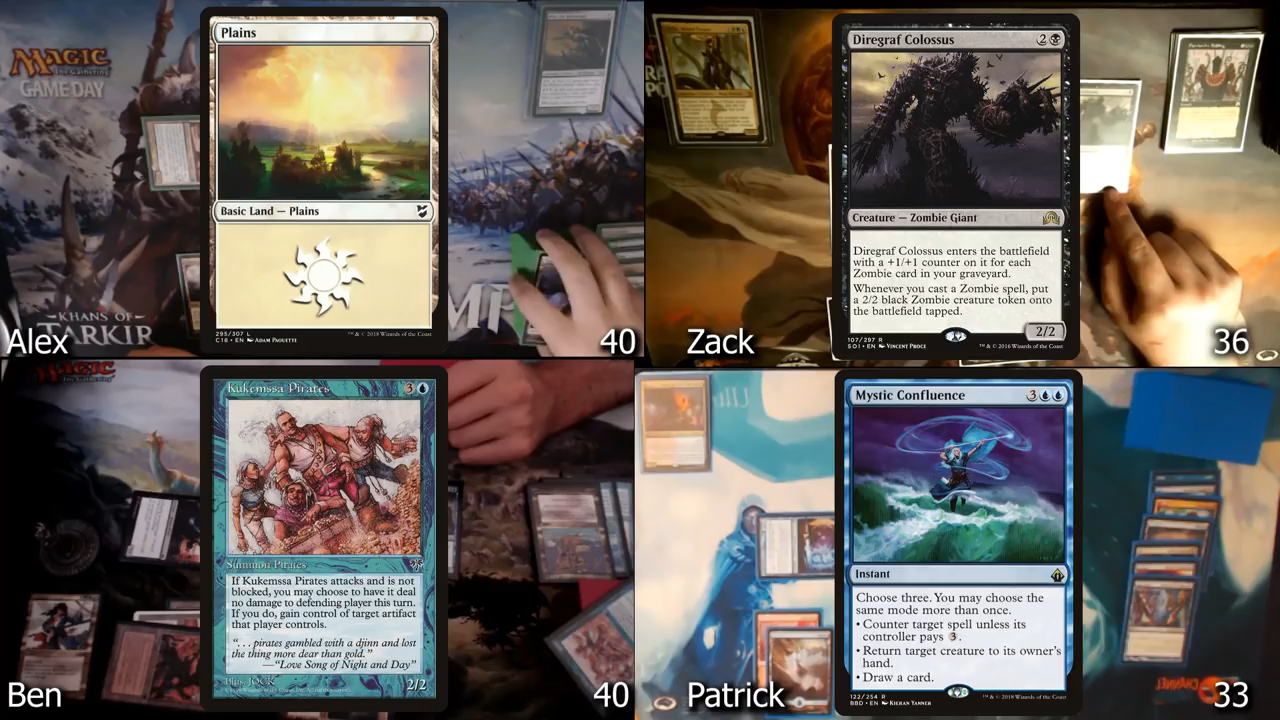 MAGIC
The Gathering
GAME DAY
KHANS OF
TARKIR
Alex
40
Plains
Basic Land — Plains
295/307 L
C18 • EN ADAM PAQUETTE
™ & © 2018 Wizards of the Coast
Zack
36
Diregraf Colossus
2
Creature — Zombie Giant
Diregraf Colossus enters the battlefield
with a +1/+1 counter on it for each
Zombie card in your graveyard.
Whenever you cast a Zombie spell, put
a 2/2 black Zombie creature token onto
the battlefield tapped.
2/2
107/297 R
SOI • EN VINCENT PROCE
™ & © 2016 Wizards of the Coast
Ben
40
Kukemssa Pirates
3
Summon Pirates
If Kukemssa Pirates attacks and is not
blocked, you may choose to have it deal
no damage to defending player this turn.
If you do, gain control of target artifact
that player controls.
“. . . pirates gambled with a djinn and lost
the thing more dear than gold.”
—“Love Song of Night and Day”
2/2
Patrick
33
Mystic Confluence
3
Instant
Choose three. You may choose the
same mode more than once.
• Counter target spell unless its
controller pays 3.
• Return target creature to its owner’s
hand.
• Draw a card.
122/254 R
BBD • EN KIERAN YANNER
™ & © 2018 Wizards of the Coast
CHANNEL